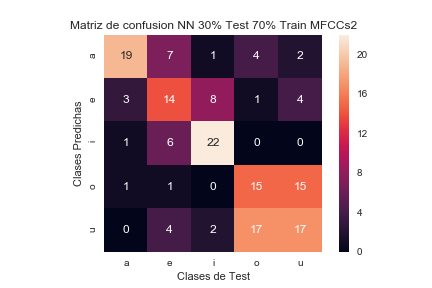 Matriz de confusion NN 30% Test 70% Train MFCCs2
Clases Predichas
a 19 7 1 4 2
e 3 14 8 1 4
i 1 6 22 0 0
o 1 1 0 15 15
u 0 4 2 17 17
a e i o u
Clases de Test
20
16
12
8
4
0